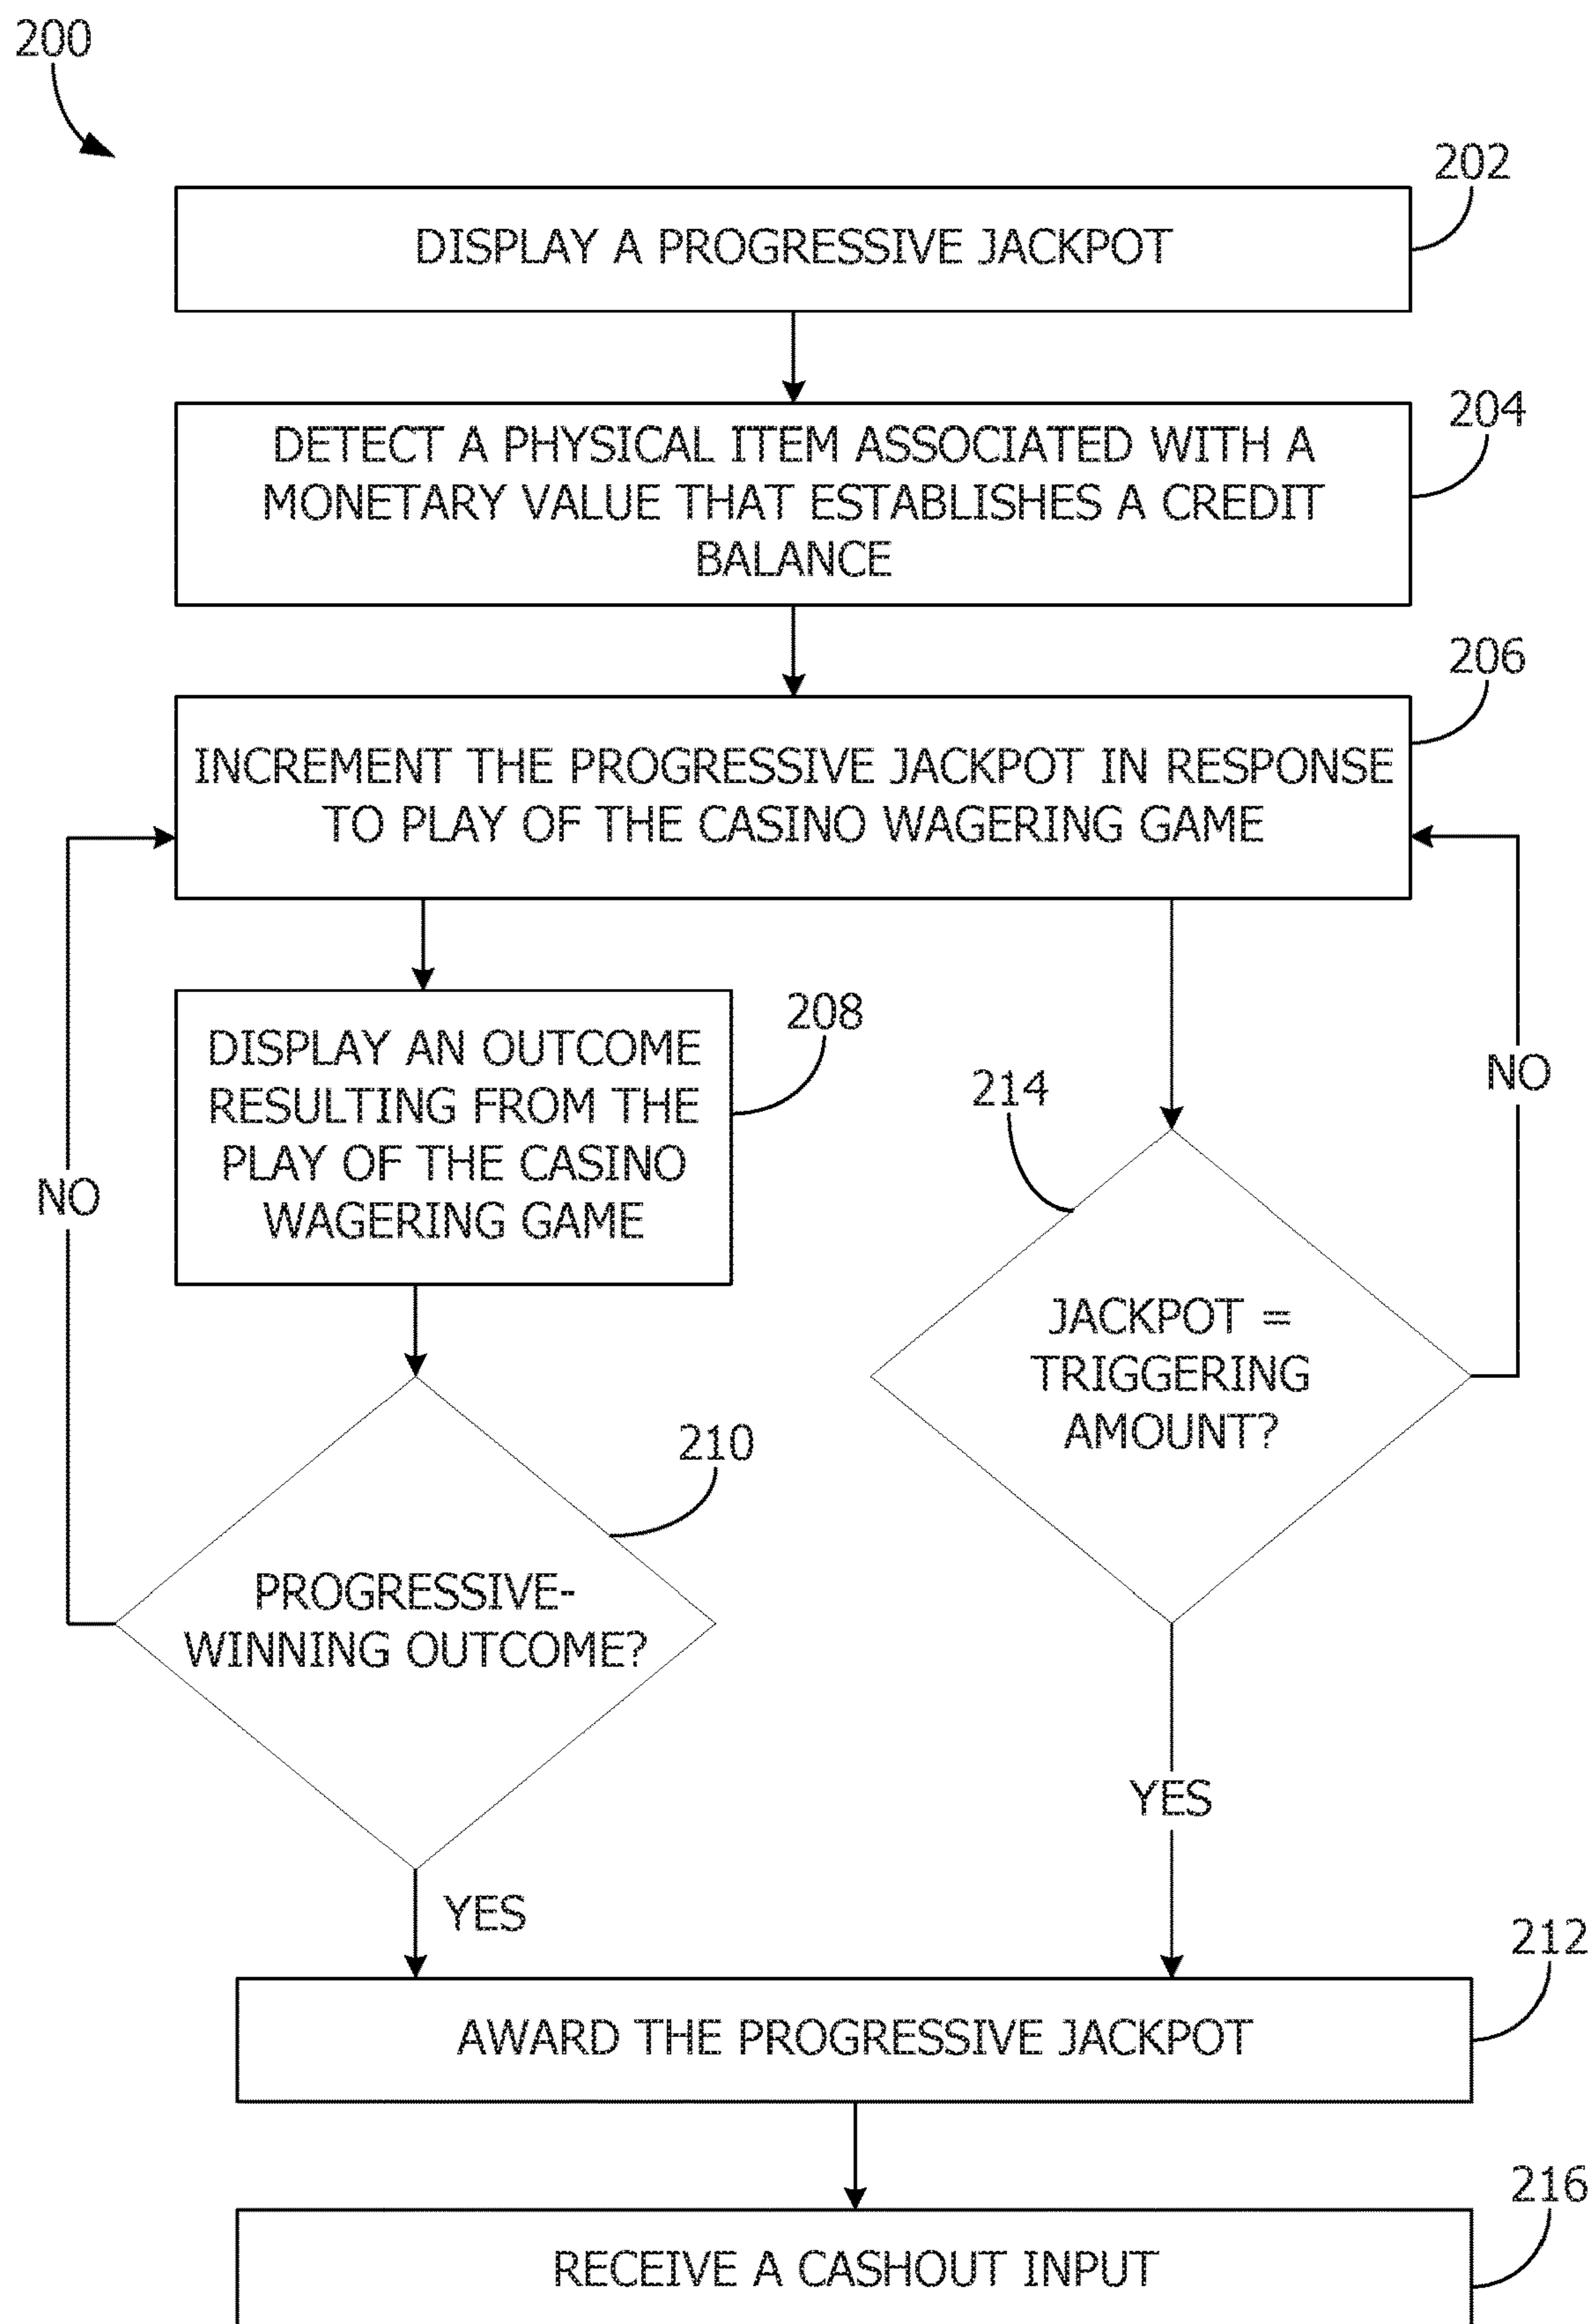 200
202
DISPLAY A PROGRESSIVE JACKPOT
204
DETECT A PHYSICAL ITEM ASSOCIATED WITH A
MONETARY VALUE THAT ESTABLISHES A CREDIT
BALANCE
206
INCREMENT THE PROGRESSIVE JACKPOT IN RESPONSE
TO PLAY OF THE CASINO WAGERING GAME
208
DISPLAY AN OUTCOME
RESULTING FROM THE
PLAY OF THE CASINO
WAGERING GAME
NO
214
NO
JACKPOT =
TRIGGERING
AMOUNT?
210
PROGRESSIVE-
WINNING OUTCOME?
YES
YES
212
AWARD THE PROGRESSIVE JACKPOT
216
RECEIVE A CASHOUT INPUT